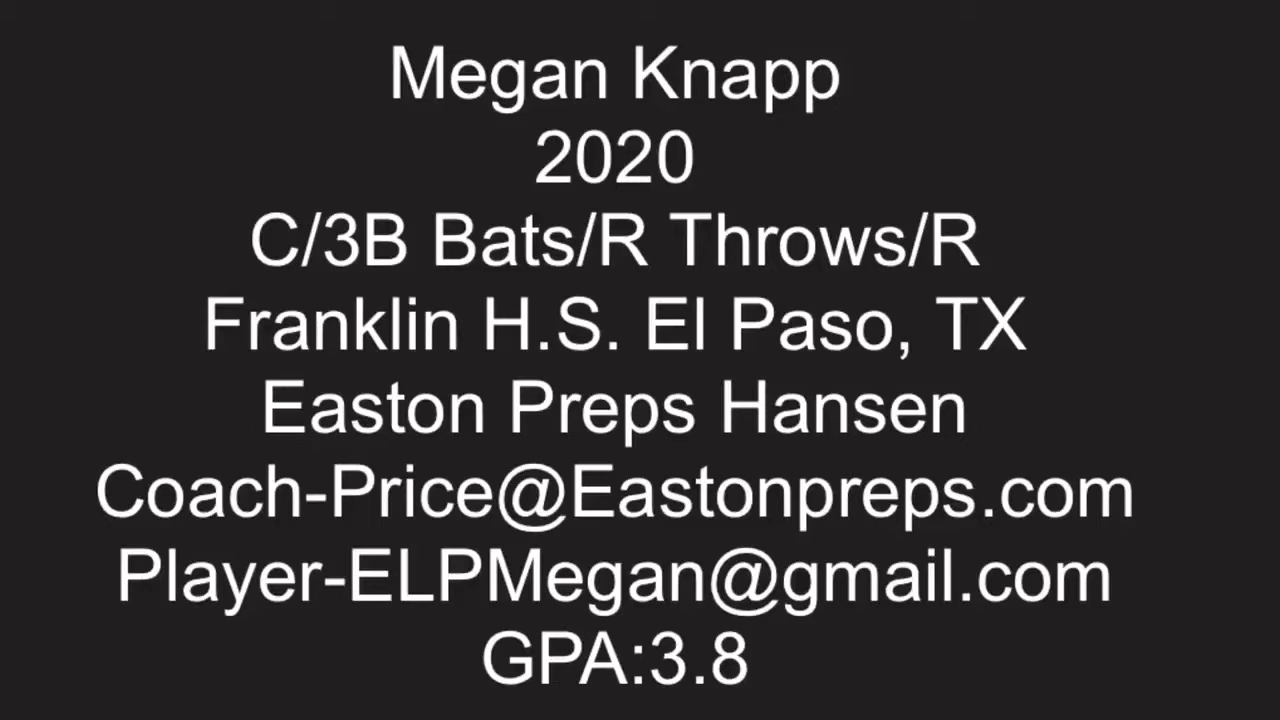 Megan Knapp
2020
C/3B Bats/R Throws/R
Franklin H.S. El Paso, TX
Easton Preps Hansen
Coach-Price@Eastonpreps.com
Player-ELPMegan@gmail.com
GPA:3.8